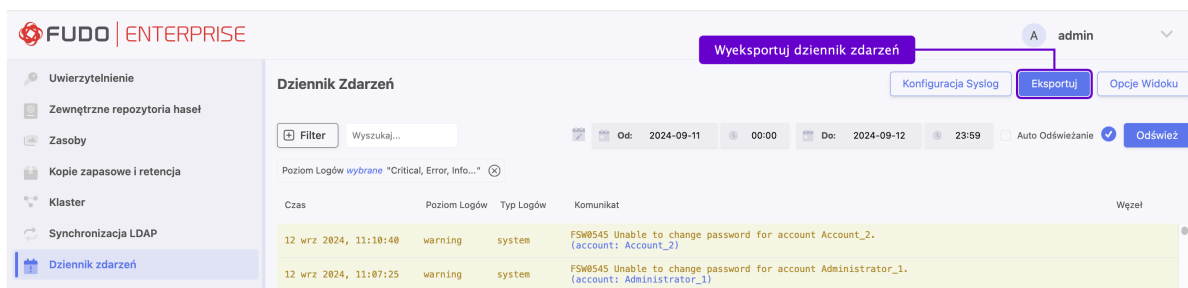 FUDO ENTERPRISE
A admin
Wyeksportuj dziennik zdarzeń
Uwierzytelnienie
Zewnętrzne repozytoria haseł
Zasoby
Kopie zapasowe i retencja
Klaster
Synchronizacja LDAP
Dziennik zdarzeń
Dziennik Zdarzeń
Konfiguracja Syslog Eksportuj Opcje Widoku
Filter Wyszukaj... Od: 2024-09-11 00:00 Do: 2024-09-12 23:59 Auto Odświeżanie Odśwież
Poziom Logów wybrane "Critical, Error, Info..."
Czas Poziom Logów Typ Logów Komunikat Węzeł
12 wrz 2024, 11:10:40 warning system FSW0545 Unable to change password for account Account_2.
(account: Account_2)
12 wrz 2024, 11:07:25 warning system FSW0545 Unable to change password for account Administrator_1.
(account: Administrator_1)